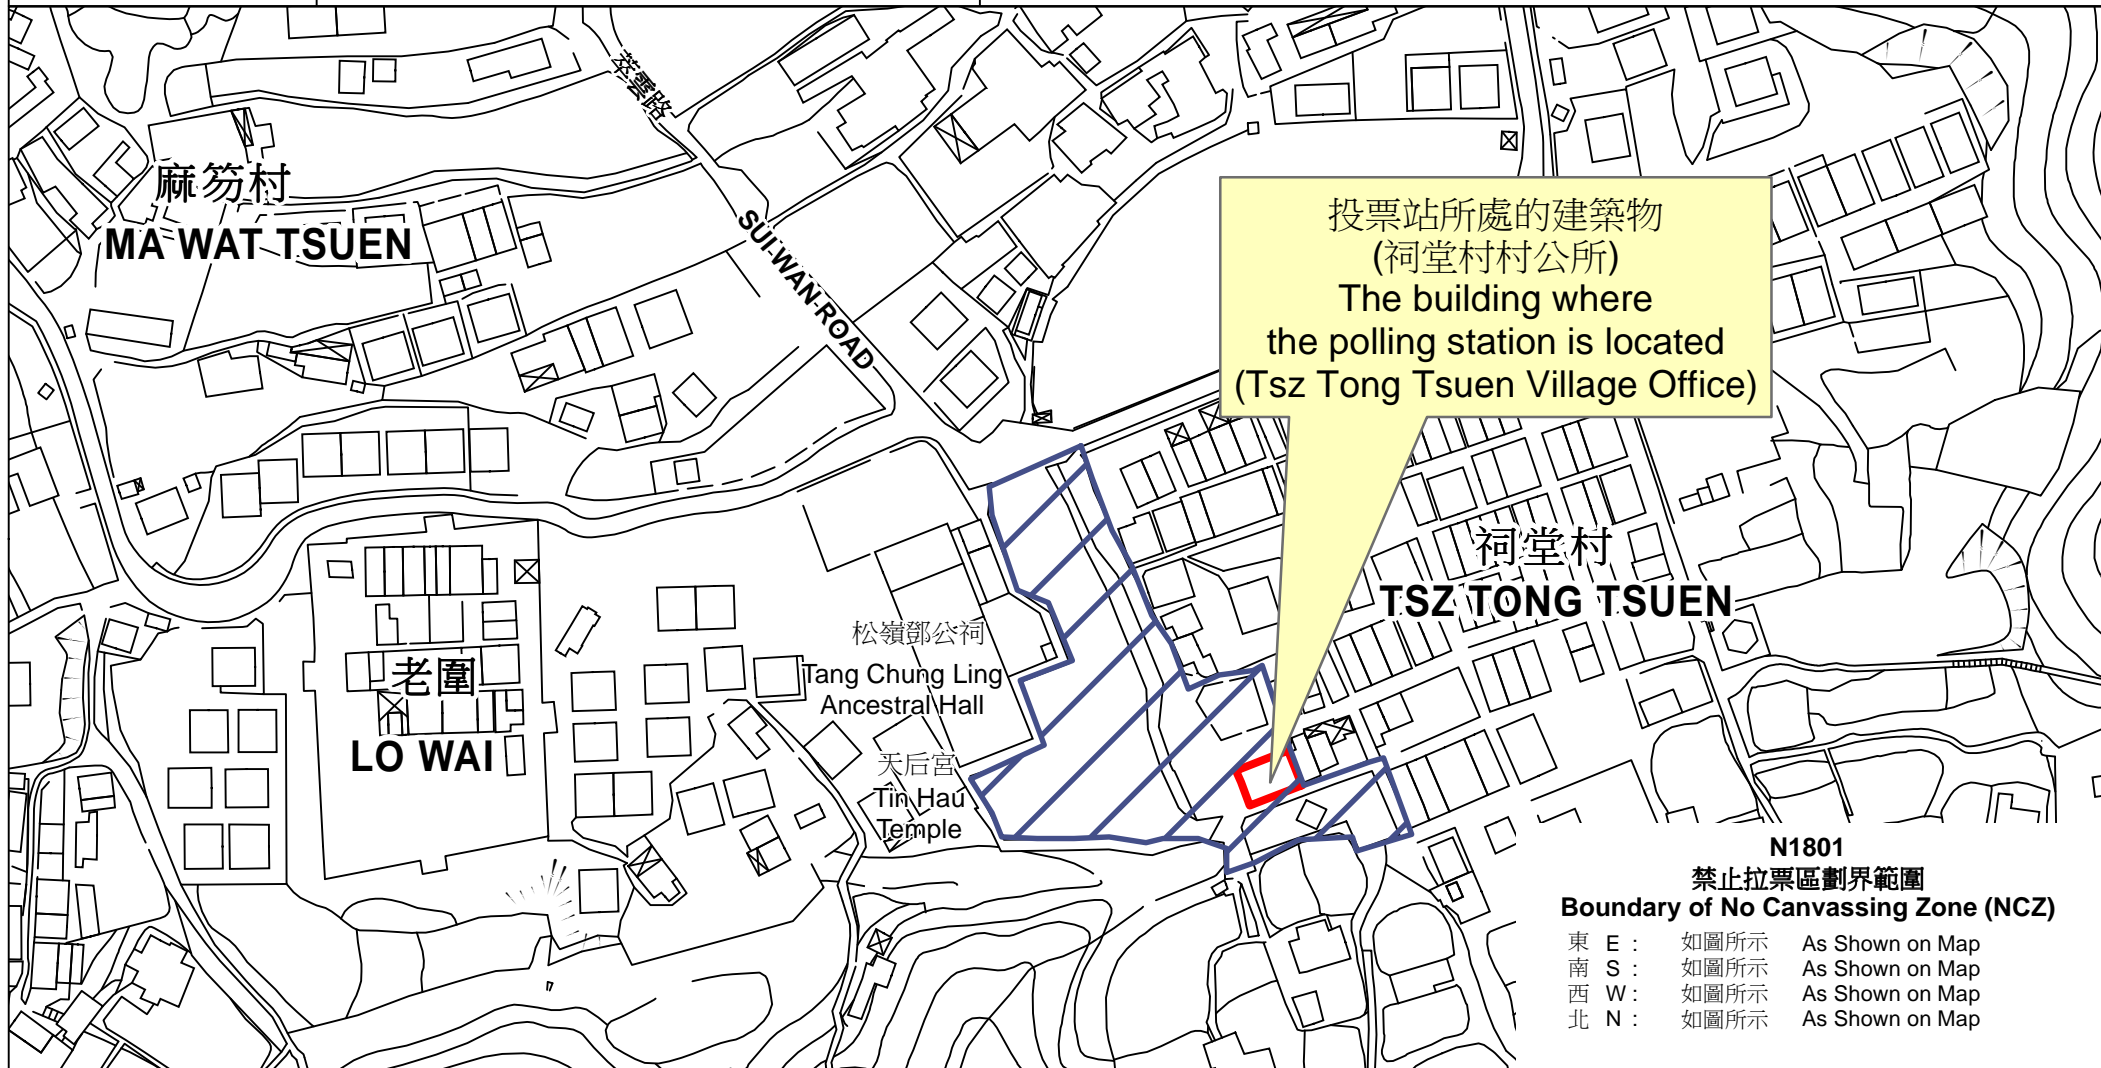 萃雲路
麻笏村
MA WAT TSUEN
SUI WAN ROAD
投票站所處的建築物
(祠堂村村公所)
The building where
the polling station is located
(Tsz Tong Tsuen Village Office)
祠堂村
TSZ TONG TSUEN
松嶺鄧公祠
Tang Chung Ling
Ancestral Hall
老圍
LO WAI
天后宮
Tin Hau
Temple
N1801
禁止拉票區劃界範圍
Boundary of No Canvassing Zone (NCZ)
東 E : 如圖所示 As Shown on Map
南 S : 如圖所示 As Shown on Map
西 W : 如圖所示 As Shown on Map
北 N : 如圖所示 As Shown on Map